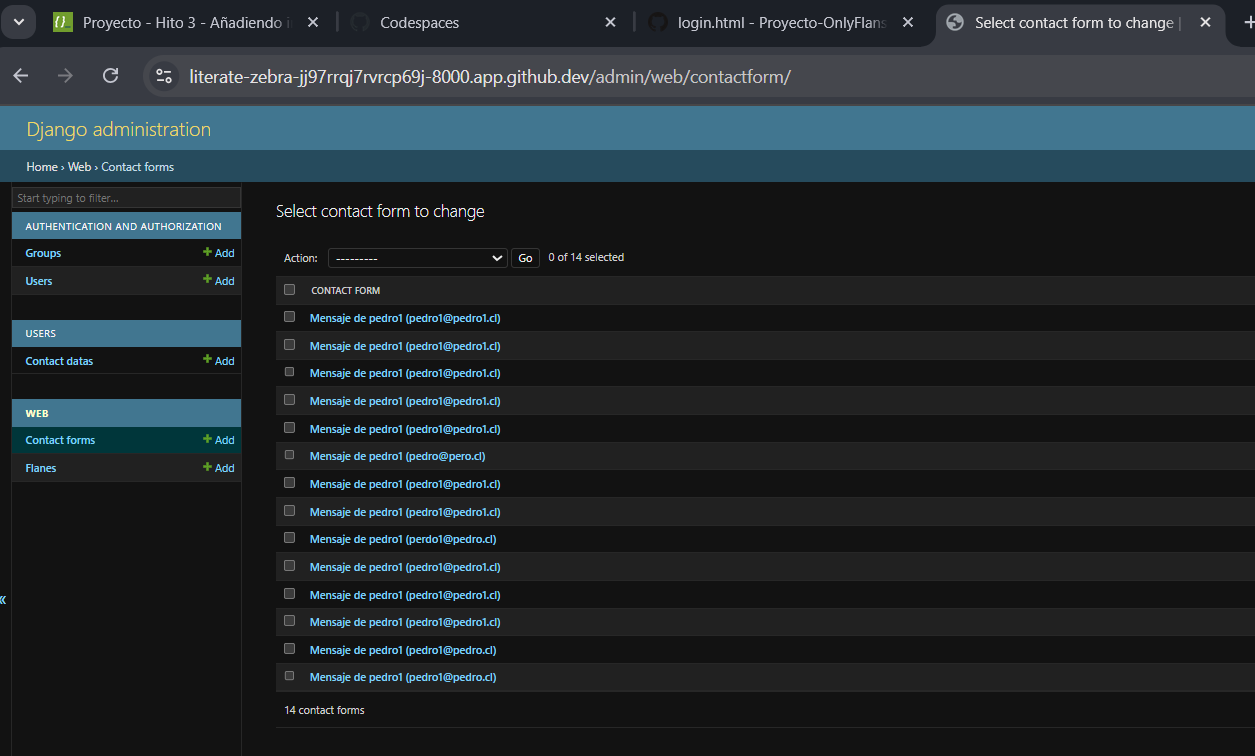 Proyecto - Hito 3 - Añadiendo i
Codespaces
login.html - Proyecto-OnlyFlans
Select contact form to change |
literate-zebra-jj97rrqj7rvrcp69j-8000.app.github.dev/admin/web/contactform/
Django administration
Home › Web › Contact forms
Start typing to filter...
AUTHENTICATION AND AUTHORIZATION
Groups + Add
Users + Add
USERS
Contact datas + Add
WEB
Contact forms + Add
Flanes + Add
«
Select contact form to change
Action: --------- Go 0 of 14 selected
CONTACT FORM
Mensaje de pedro1 (pedro1@pedro1.cl)
Mensaje de pedro1 (pedro1@pedro1.cl)
Mensaje de pedro1 (pedro1@pedro1.cl)
Mensaje de pedro1 (pedro1@pedro1.cl)
Mensaje de pedro1 (pedro1@pedro1.cl)
Mensaje de pedro1 (pedro@pero.cl)
Mensaje de pedro1 (pedro1@pedro1.cl)
Mensaje de pedro1 (pedro1@pedro1.cl)
Mensaje de pedro1 (perdo1@pedro.cl)
Mensaje de pedro1 (pedro1@pedro1.cl)
Mensaje de pedro1 (pedro1@pedro1.cl)
Mensaje de pedro1 (pedro1@pedro1.cl)
Mensaje de pedro1 (pedro1@pedro.cl)
Mensaje de pedro1 (pedro1@pedro.cl)
14 contact forms